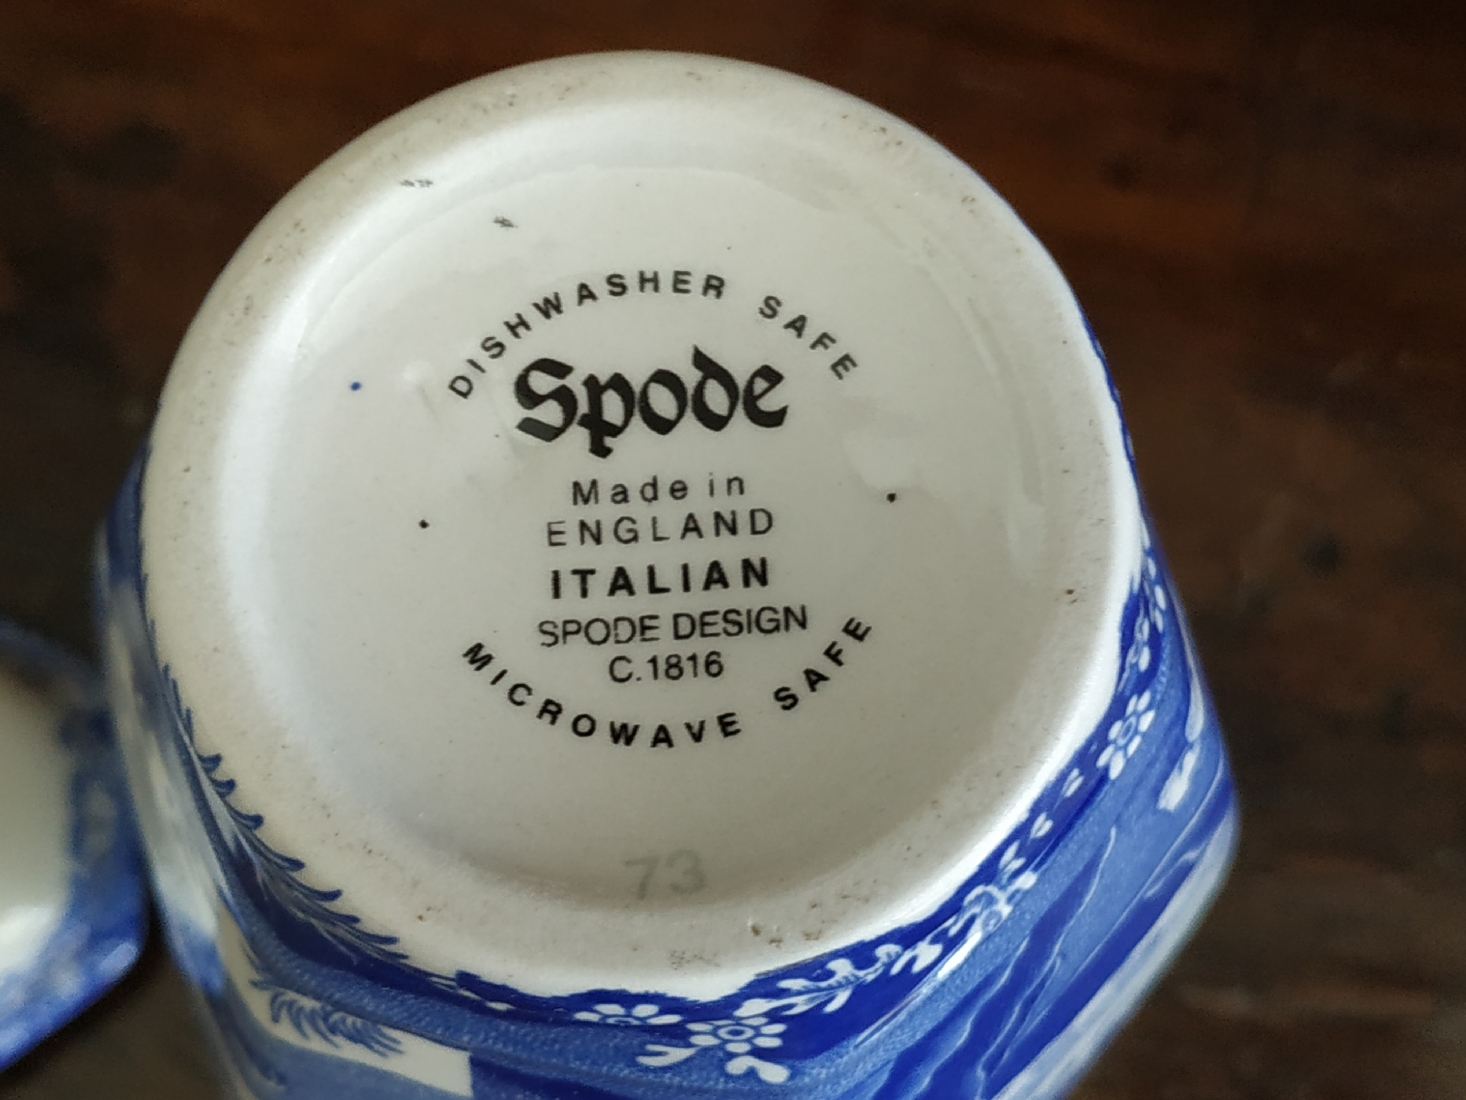 DISHWASHER SAFE
Spode
Made in
ENGLAND
ITALIAN
SPODE DESIGN
C.1816
MICROWAVE SAFE
73